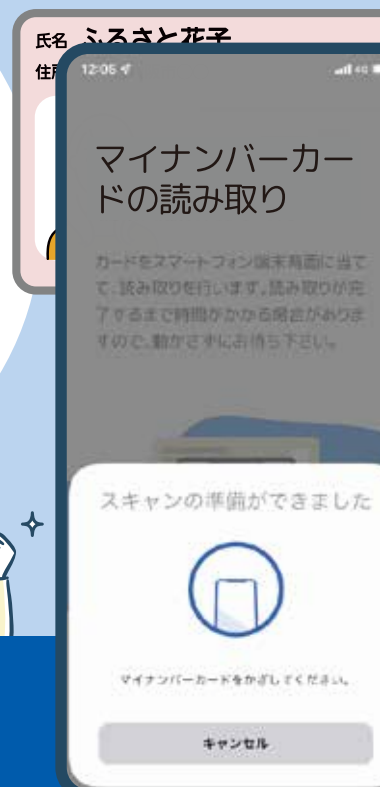 氏名 ふるさと花子
住所
12:05
4G
マイナンバーカー
ドの読み取り
カードをスマートフォン端末背面に当て
て、読み取りを行います。読み取りが完
了するまで時間がかかる場合がありま
すので、動かさずにお待ち下さい。
スキャンの準備ができました
マイナンバーカードをかざしてください。
キャンセル